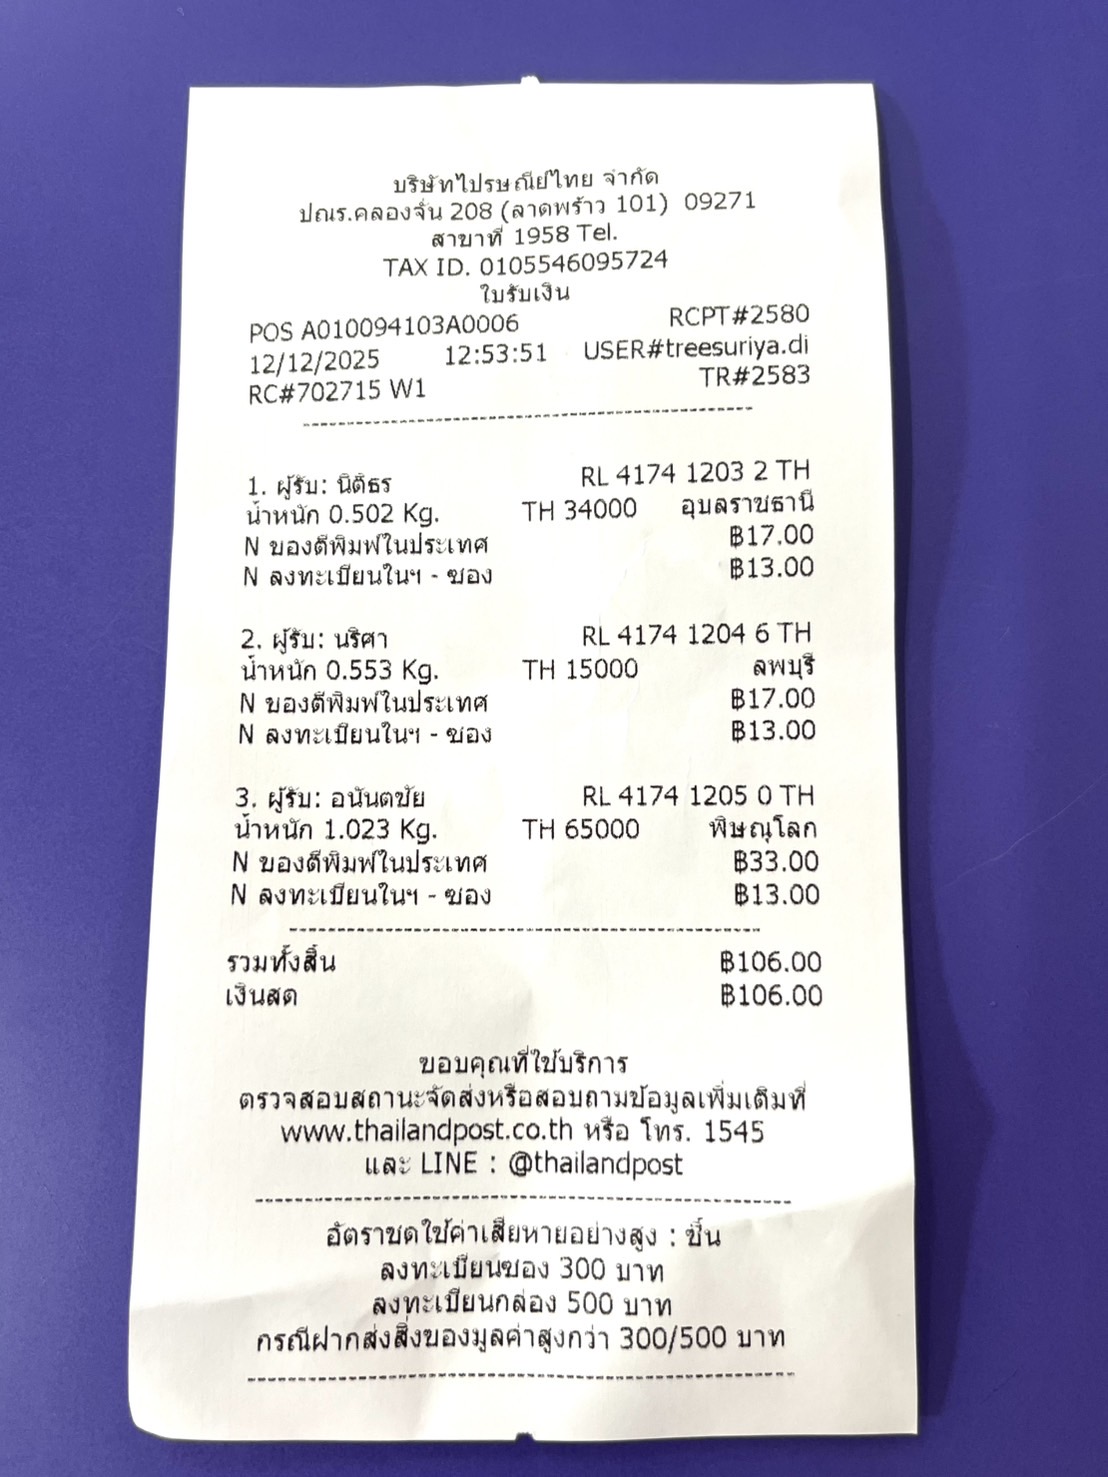 บริษัทไปรษณีย์ไทย จำกัด
ปณร.คลองจั่น 208 (ลาดพร้าว 101) 09271
สาขาที่ 1958 Tel.
TAX ID. 0105546095724
ใบรับเงิน
POS A010094103A0006 RCPT#2580
12/12/2025 12:53:51 USER#treesuriya.di
RC#702715 W1 TR#2583
1. ผู้รับ: นิติธร RL 4174 1203 2 TH
น้ำหนัก 0.502 Kg. TH 34000 อุบลราชธานี
N ของตีพิมพ์ในประเทศ ฿17.00
N ลงทะเบียนในฯ - ซอง ฿13.00
2. ผู้รับ: นริศา RL 4174 1204 6 TH
น้ำหนัก 0.553 Kg. TH 15000 ลพบุรี
N ของตีพิมพ์ในประเทศ ฿17.00
N ลงทะเบียนในฯ - ซอง ฿13.00
3. ผู้รับ: อนันตชัย RL 4174 1205 0 TH
น้ำหนัก 1.023 Kg. TH 65000 พิษณุโลก
N ของตีพิมพ์ในประเทศ ฿33.00
N ลงทะเบียนในฯ - ซอง ฿13.00
รวมทั้งสิ้น ฿106.00
เงินสด ฿106.00
ขอบคุณที่ใช้บริการ
ตรวจสอบสถานะจัดส่งหรือสอบถามข้อมูลเพิ่มเติมที่
www.thailandpost.co.th หรือ โทร. 1545
และ LINE : @thailandpost
อัตราชดใช้ค่าเสียหายอย่างสูง : ชิ้น
ลงทะเบียนซอง 300 บาท
ลงทะเบียนกล่อง 500 บาท
กรณีฝากส่งสิ่งของมูลค่าสูงกว่า 300/500 บาท